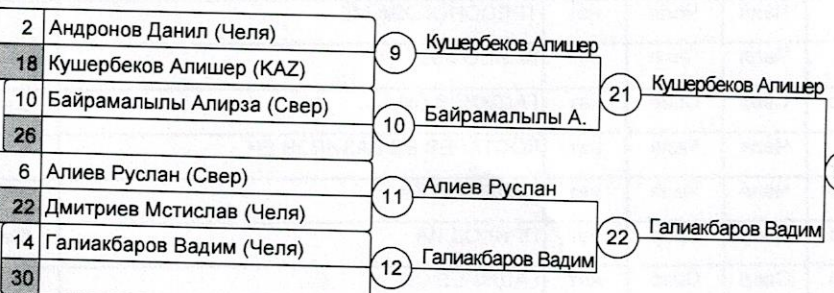 2 Андронов Данил (Челя)
18 Кушербеков Алишер (KAZ)
10 Байрамалылы Алирза (Свер)
26
6 Алиев Руслан (Свер)
22 Дмитриев Мстислав (Челя)
14 Галиакбаров Вадим (Челя)
30
9 Кушербеков Алишер
10 Байрамалылы А.
11 Алиев Руслан
12 Галиакбаров Вадим
21 Кушербеков Алишер
22 Галиакбаров Вадим